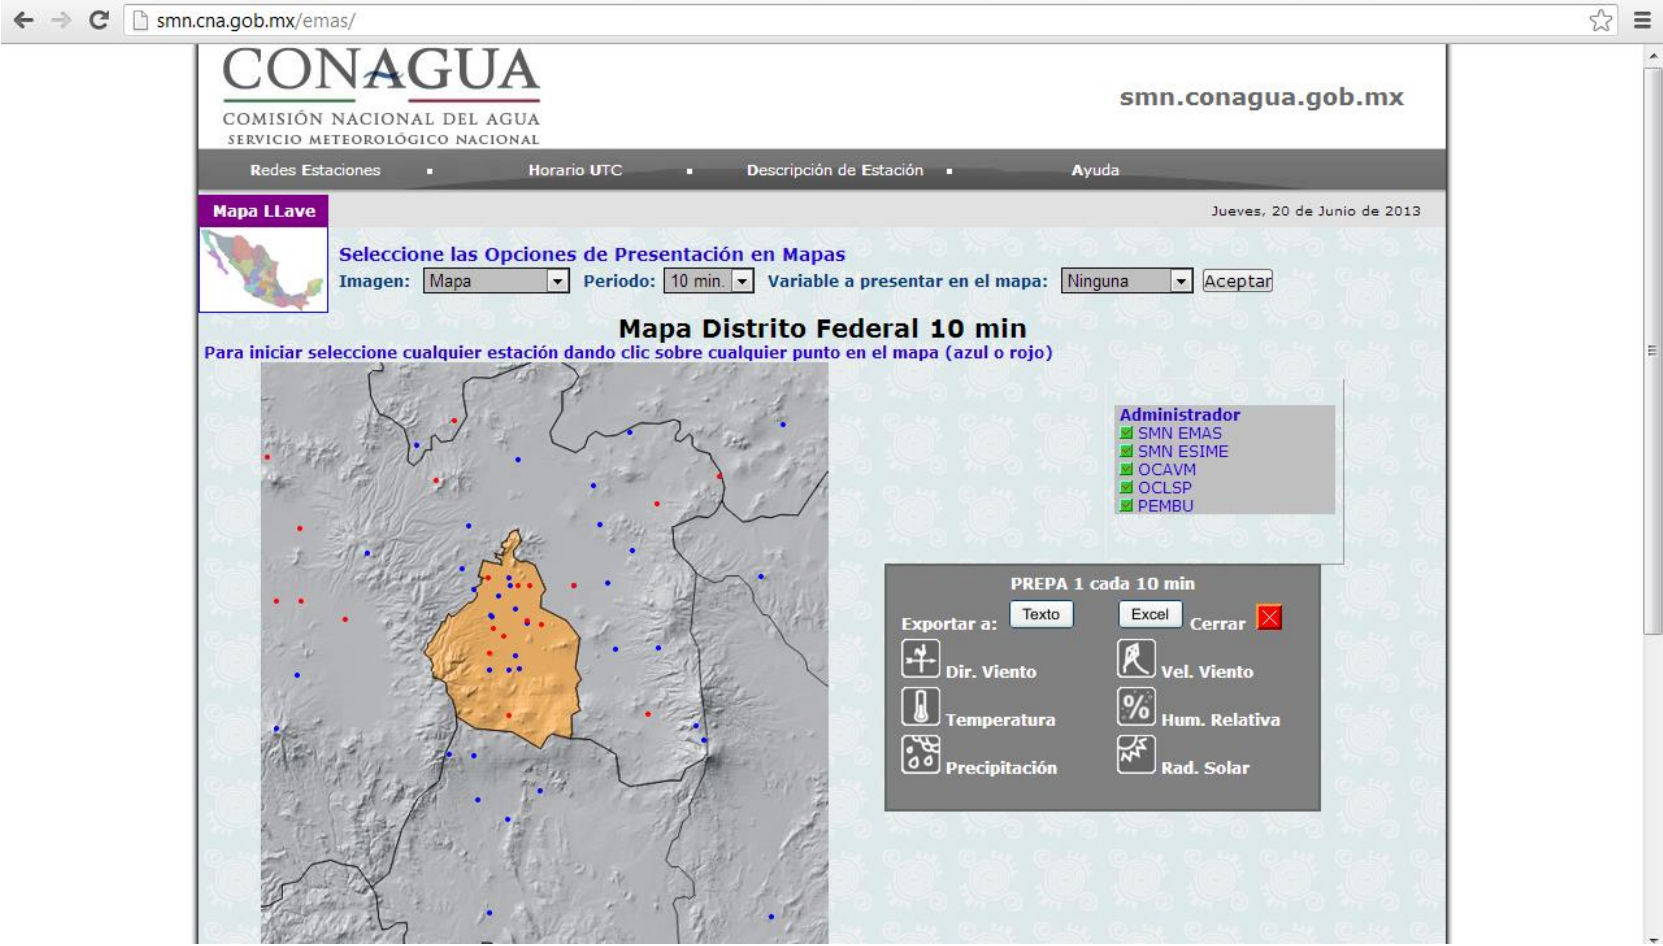 smn.cna.gob.mx/emas/
CONAGUA
COMISIÓN NACIONAL DEL AGUA
SERVICIO METEOROLÓGICO NACIONAL
smn.conagua.gob.mx
Redes Estaciones Horario UTC Descripción de Estación Ayuda
Mapa LLave
Jueves, 20 de Junio de 2013
Seleccione las Opciones de Presentación en Mapas
Imagen: Mapa Periodo: 10 min. Variable a presentar en el mapa: Ninguna Aceptar
Mapa Distrito Federal 10 min
Para iniciar seleccione cualquier estación dando clic sobre cualquier punto en el mapa (azul o rojo)
Administrador
SMN EMAS
SMN ESIME
OCAVM
OCLSP
PEMBU
PREPA 1 cada 10 min
Exportar a: Texto Excel Cerrar
Dir. Viento Vel. Viento
Temperatura Hum. Relativa
Precipitación Rad. Solar